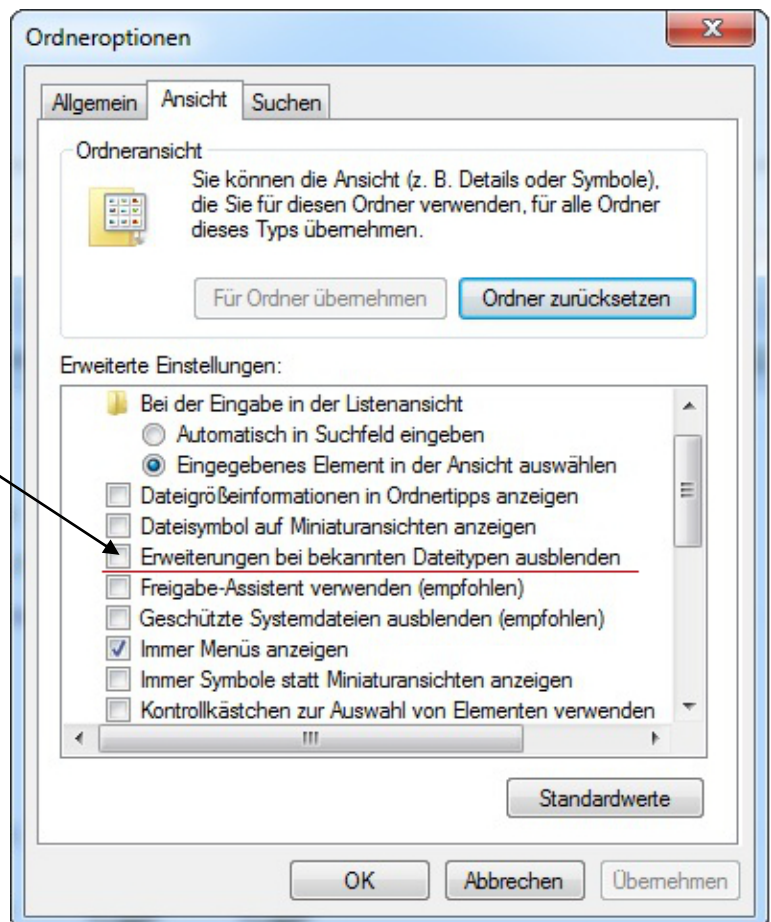 Ordneroptionen
Allgemein Ansicht Suchen
Ordneransicht
Sie können die Ansicht (z. B. Details oder Symbole),
die Sie für diesen Ordner verwenden, für alle Ordner
dieses Typs übernehmen.
Für Ordner übernehmen Ordner zurücksetzen
Erweiterte Einstellungen:
Bei der Eingabe in der Listenansicht
Automatisch in Suchfeld eingeben
Eingegebenes Element in der Ansicht auswählen
Dateigrößeinformationen in Ordnertipps anzeigen
Dateisymbol auf Miniaturansichten anzeigen
Erweiterungen bei bekannten Dateitypen ausblenden
Freigabe-Assistent verwenden (empfohlen)
Geschützte Systemdateien ausblenden (empfohlen)
Immer Menüs anzeigen
Immer Symbole statt Miniaturansichten anzeigen
Kontrollkästchen zur Auswahl von Elementen verwenden
Standardwerte
OK Abbrechen Übernehmen